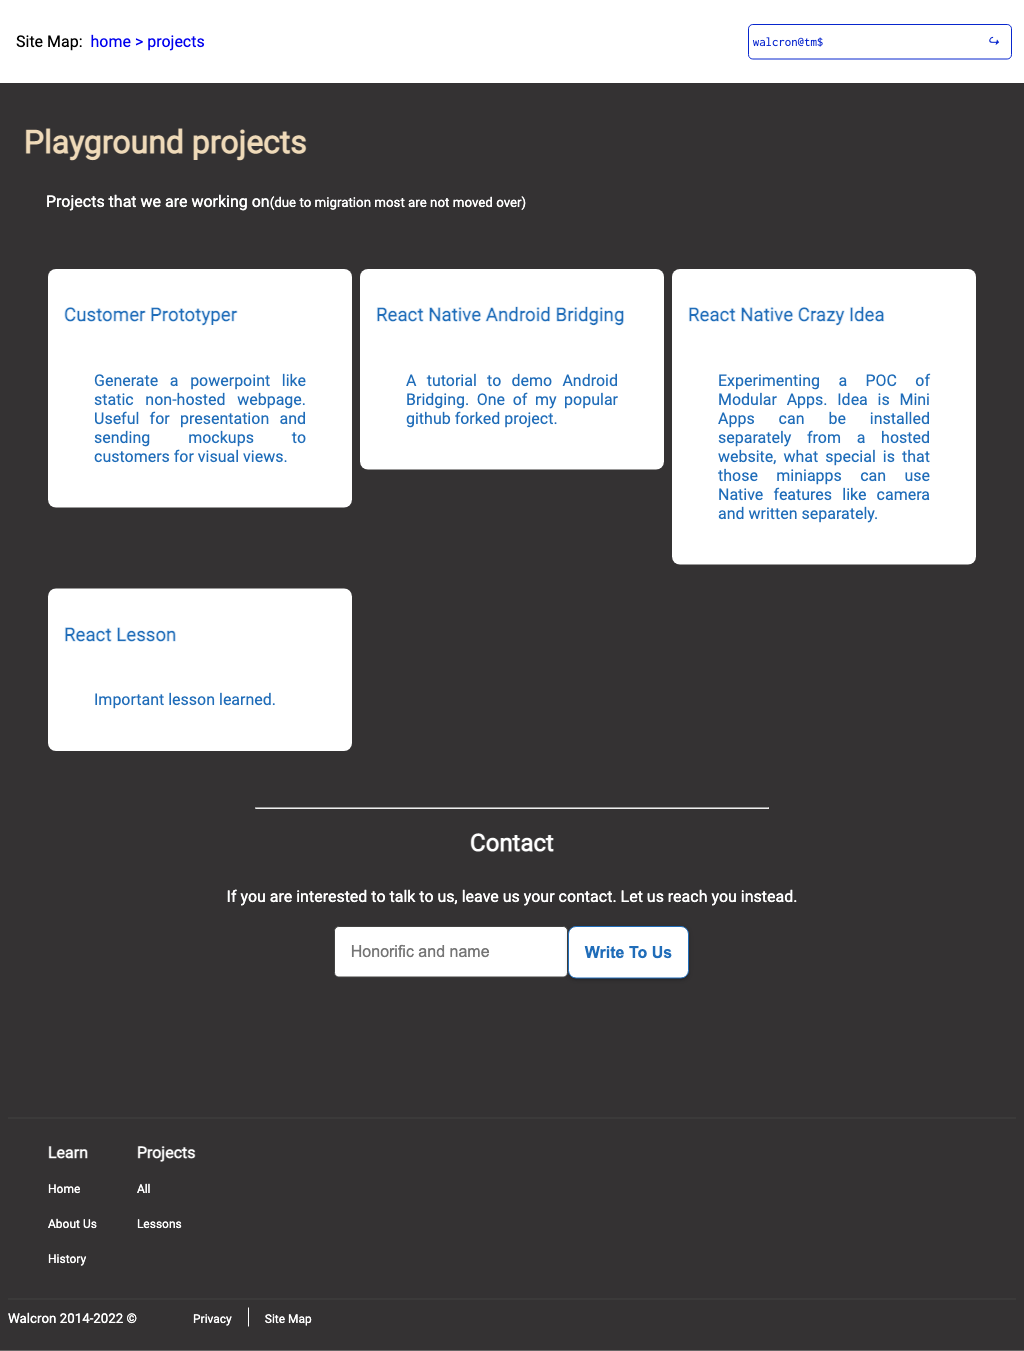 Site Map: home > projects
walcron@tm$ ↪
Playground projects
Projects that we are working on(due to migration most are not moved over)
Customer Prototyper
Generate a powerpoint like
static non-hosted webpage.
Useful for presentation and
sending mockups to
customers for visual views.
React Native Android Bridging
A tutorial to demo Android
Bridging. One of my popular
github forked project.
React Native Crazy Idea
Experimenting a POC of
Modular Apps. Idea is Mini
Apps can be installed
separately from a hosted
website, what special is that
those miniapps can use
Native features like camera
and written separately.
React Lesson
Important lesson learned.
Contact
If you are interested to talk to us, leave us your contact. Let us reach you instead.
Honorific and name
Write To Us
Learn
Home
About Us
History
Projects
All
Lessons
Walcron 2014-2022 ©
Privacy
Site Map